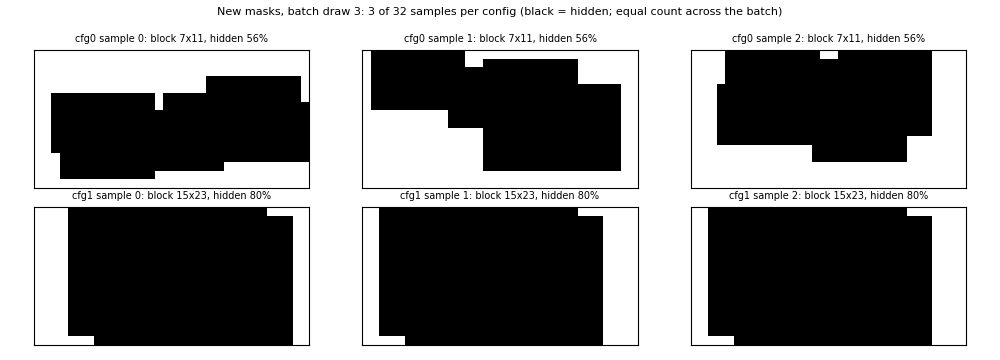 New masks, batch draw 3: 3 of 32 samples per config (black = hidden; equal count across the batch)
cfg0 sample 0: block 7x11, hidden 56%
cfg0 sample 1: block 7x11, hidden 56%
cfg0 sample 2: block 7x11, hidden 56%
cfg1 sample 0: block 15x23, hidden 80%
cfg1 sample 1: block 15x23, hidden 80%
cfg1 sample 2: block 15x23, hidden 80%